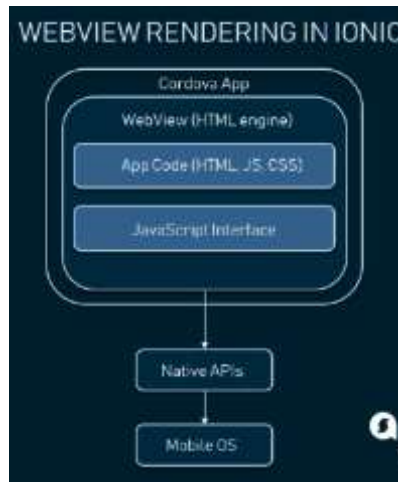 WEBVIEW RENDERING IN IONIC
Cordova App
WebView (HTML engine)
App Code (HTML, JS, CSS)
JavaScript Interface
Native APIs
Mobile OS